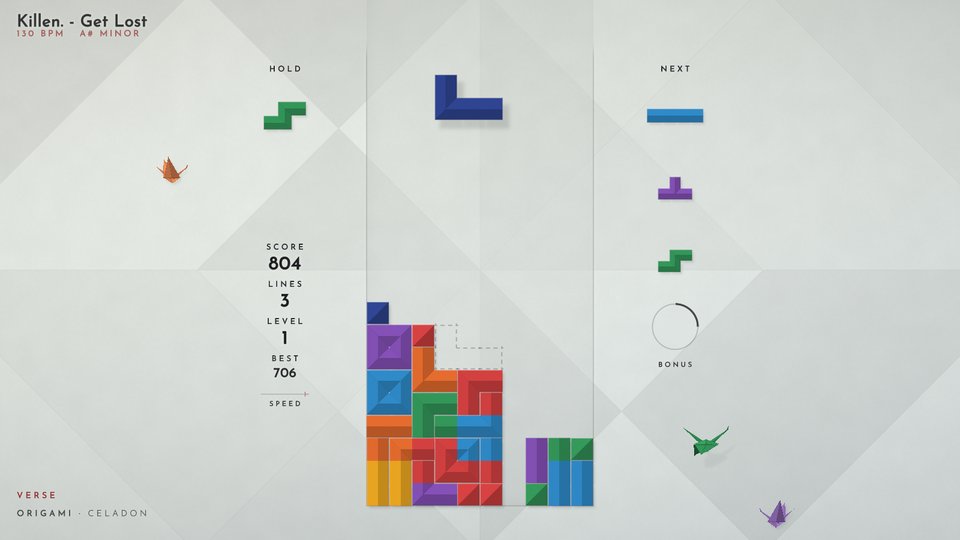 Killen. - Get Lost
130 BPM A# MINOR
HOLD
NEXT
SCORE
804
LINES
3
LEVEL
1
BEST
706
SPEED
BONUS
VERSE
ORIGAMI · CELADON